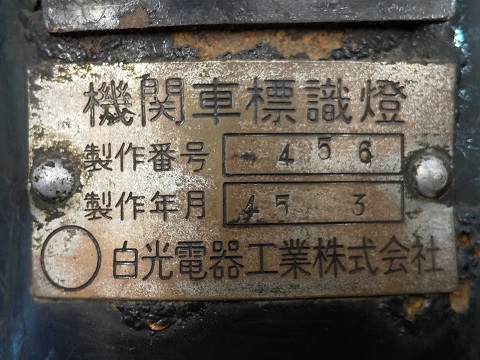 機関車標識燈
製作番号 456
製作年月 45 3
白光電器工業株式会社